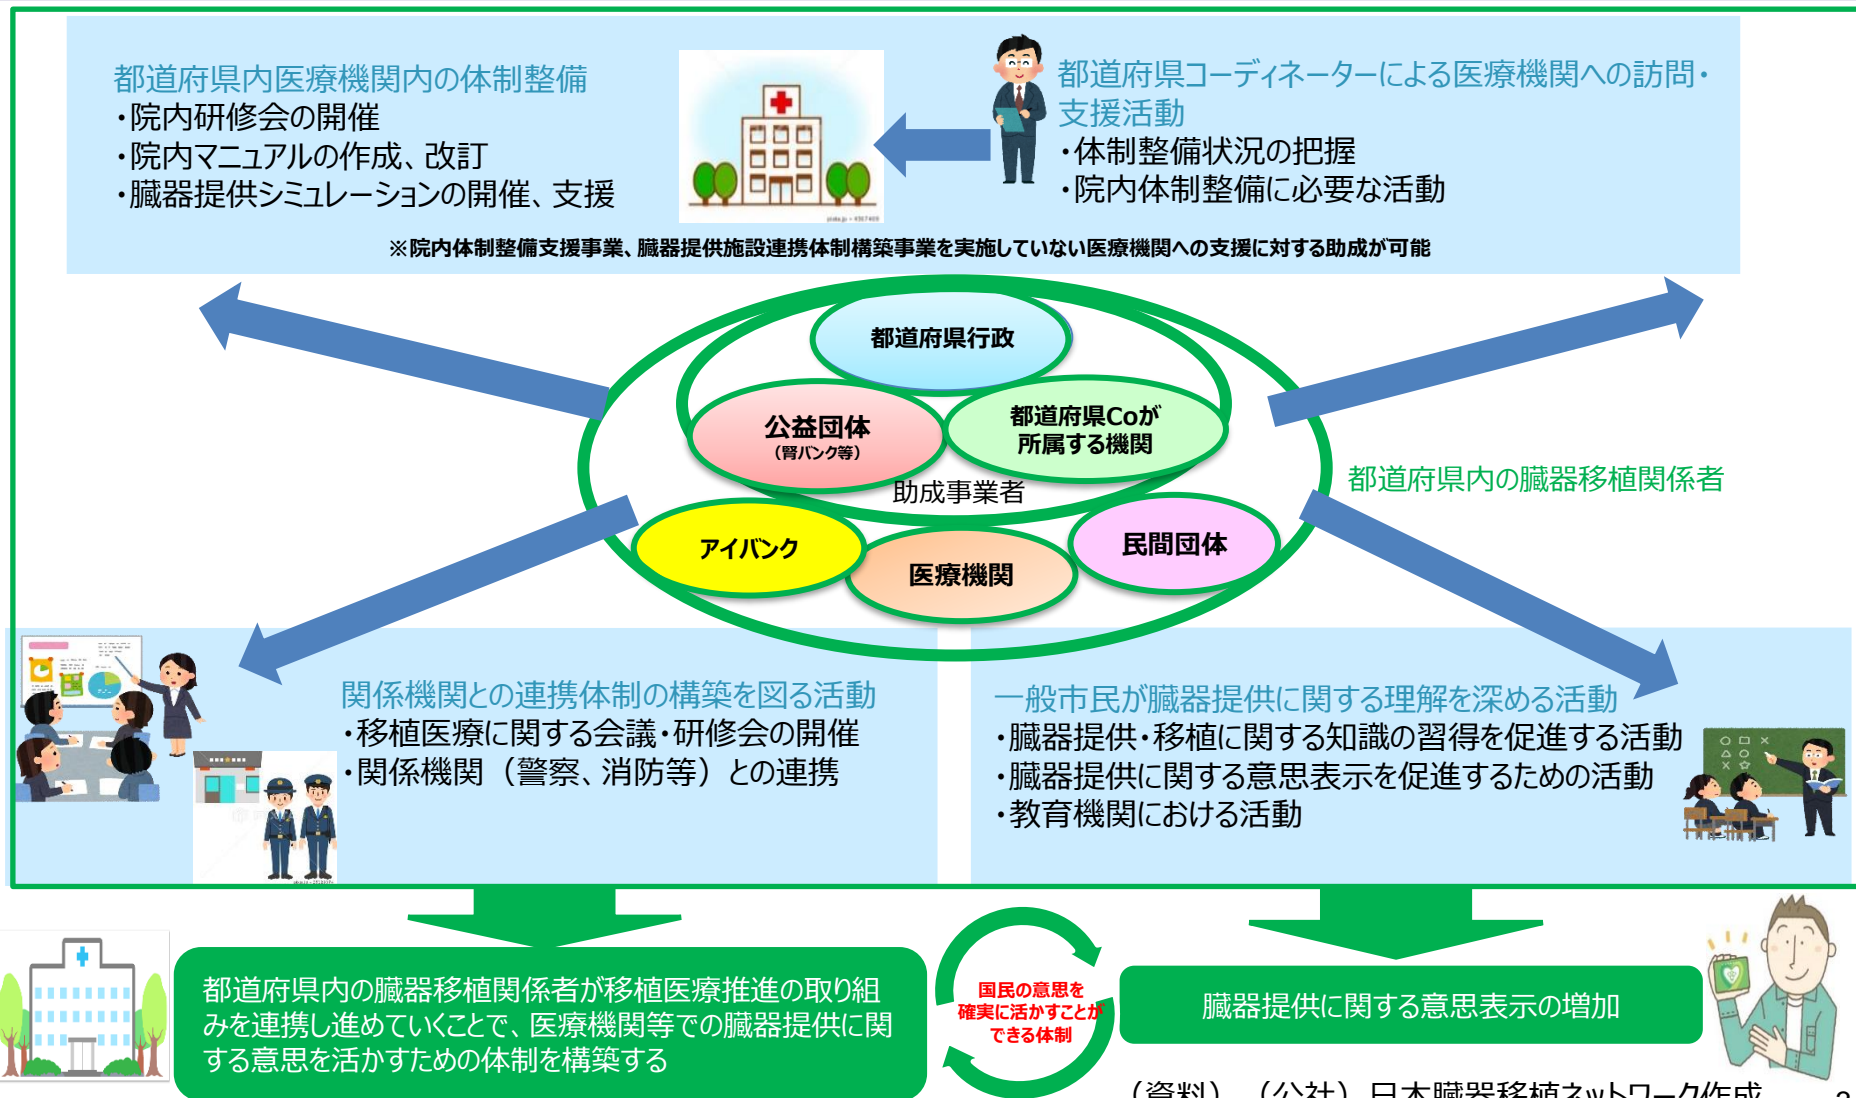 都道府県内医療機関内の体制整備
・院内研修会の開催
・院内マニュアルの作成、改訂
・臓器提供シミュレーションの開催、支援
都道府県コーディネーターによる医療機関への訪問・
支援活動
・体制整備状況の把握
・院内体制整備に必要な活動
※院内体制整備支援事業、臓器提供施設連携体制構築事業を実施していない医療機関への支援に対する助成が可能
都道府県行政
公益団体
（腎バンク等）
都道府県Coが
所属する機関
助成事業者
都道府県内の臓器移植関係者
アイバンク
医療機関
民間団体
関係機関との連携体制の構築を図る活動
・移植医療に関する会議・研修会の開催
・関係機関（警察、消防等）との連携
一般市民が臓器提供に関する理解を深める活動
・臓器提供・移植に関する知識の習得を促進する活動
・臓器提供に関する意思表示を促進するための活動
・教育機関における活動
都道府県内の臓器移植関係者が移植医療推進の取り組
みを連携し進めていくことで、医療機関等での臓器提供に関
する意思を活かすための体制を構築する
国民の意思を
確実に活かすことが
できる体制
臓器提供に関する意思表示の増加
（資料）（公社）日本臓器移植ネットワーク作成